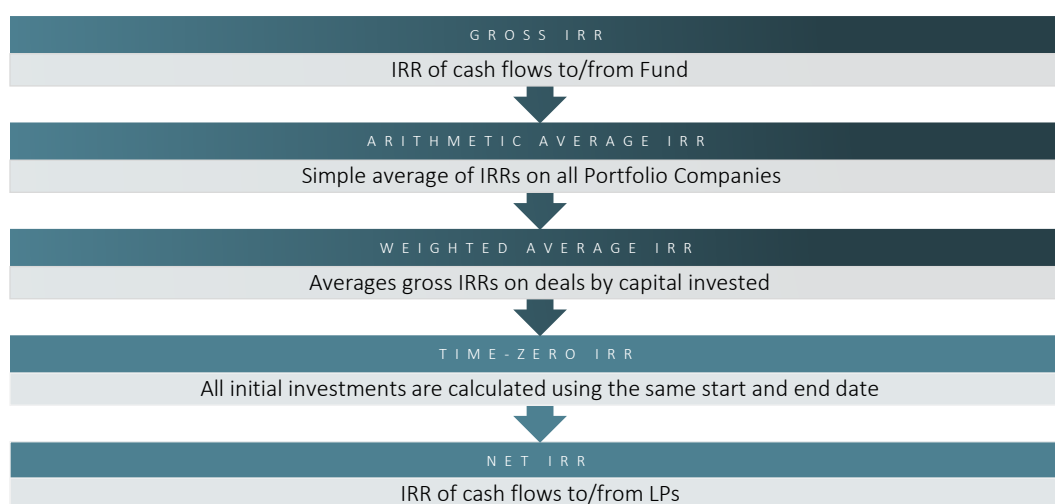 GROSS IRR
IRR of cash flows to/from Fund
ARITHMETIC AVERAGE IRR
Simple average of IRRs on all Portfolio Companies
WEIGHTED AVERAGE IRR
Averages gross IRRs on deals by capital invested
TIME-ZERO IRR
All initial investments are calculated using the same start and end date
NET IRR
IRR of cash flows to/from LPs